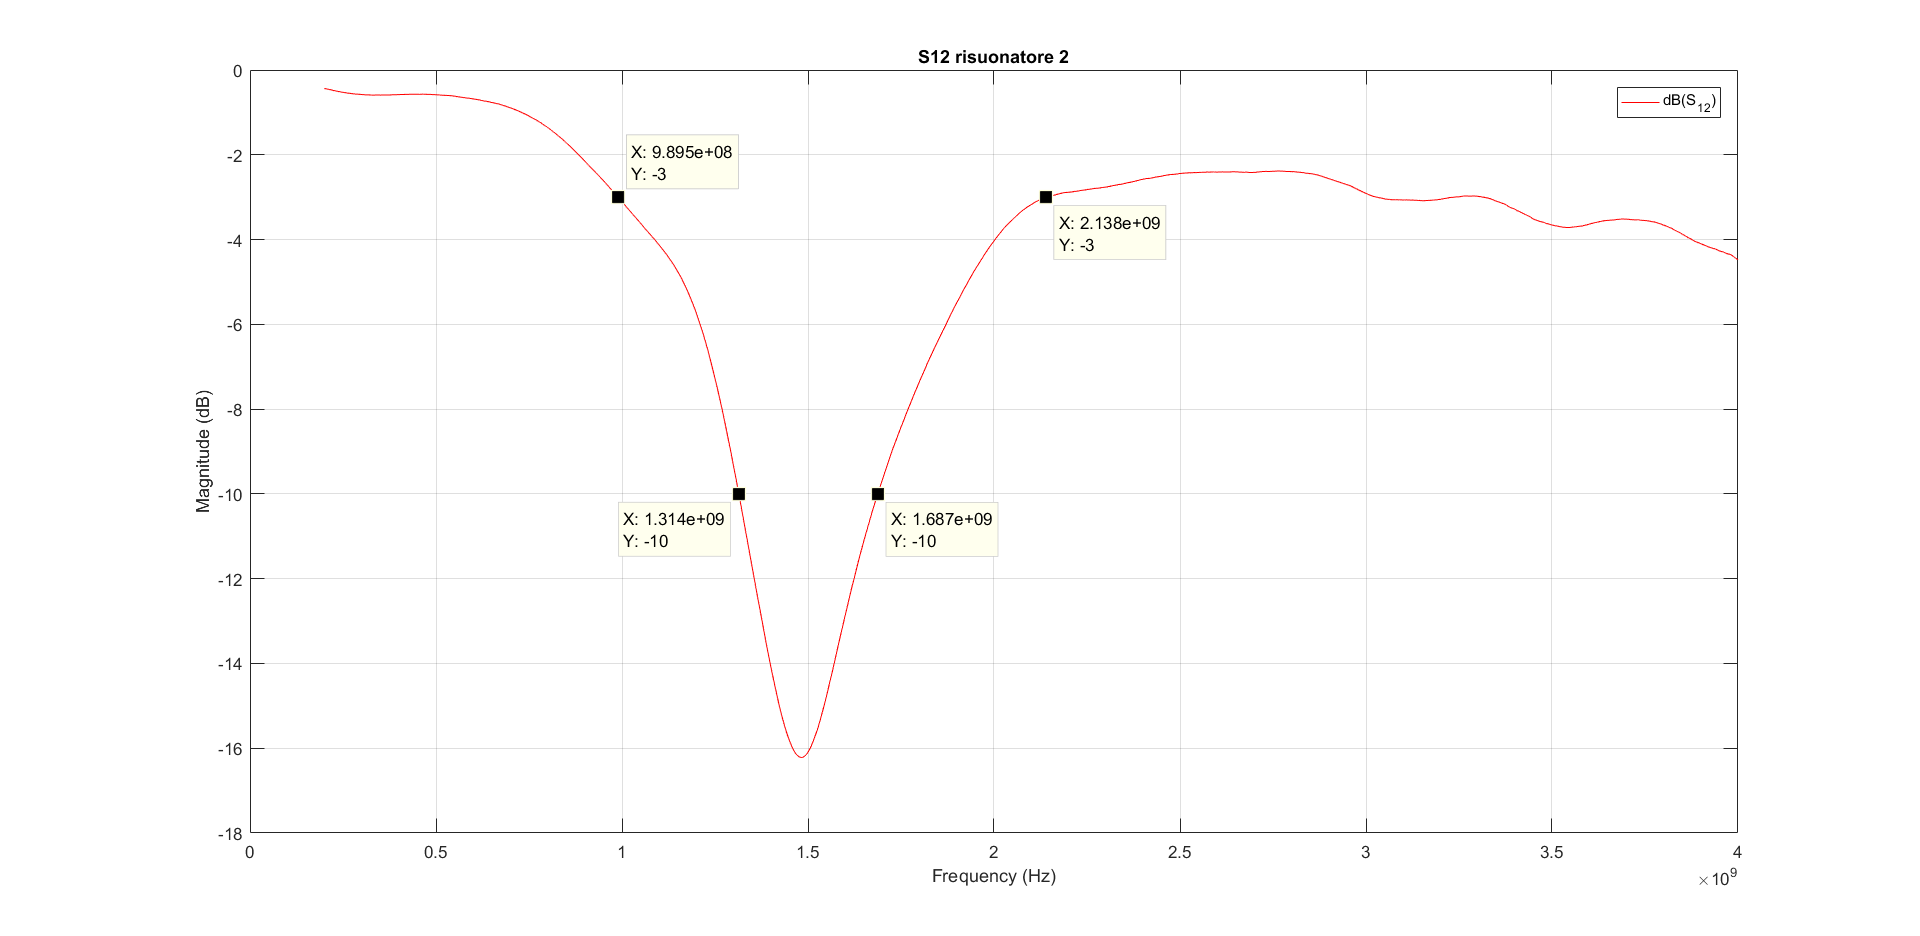 S12 risuonatore 2
dB(S12)
X: 9.895e+08
Y: -3
X: 2.138e+09
Y: -3
X: 1.314e+09
Y: -10
X: 1.687e+09
Y: -10
Magnitude (dB)
0
-2
-4
-6
-8
-10
-12
-14
-16
-18
0 0.5 1 1.5 2 2.5 3 3.5 4
Frequency (Hz)
×10^9